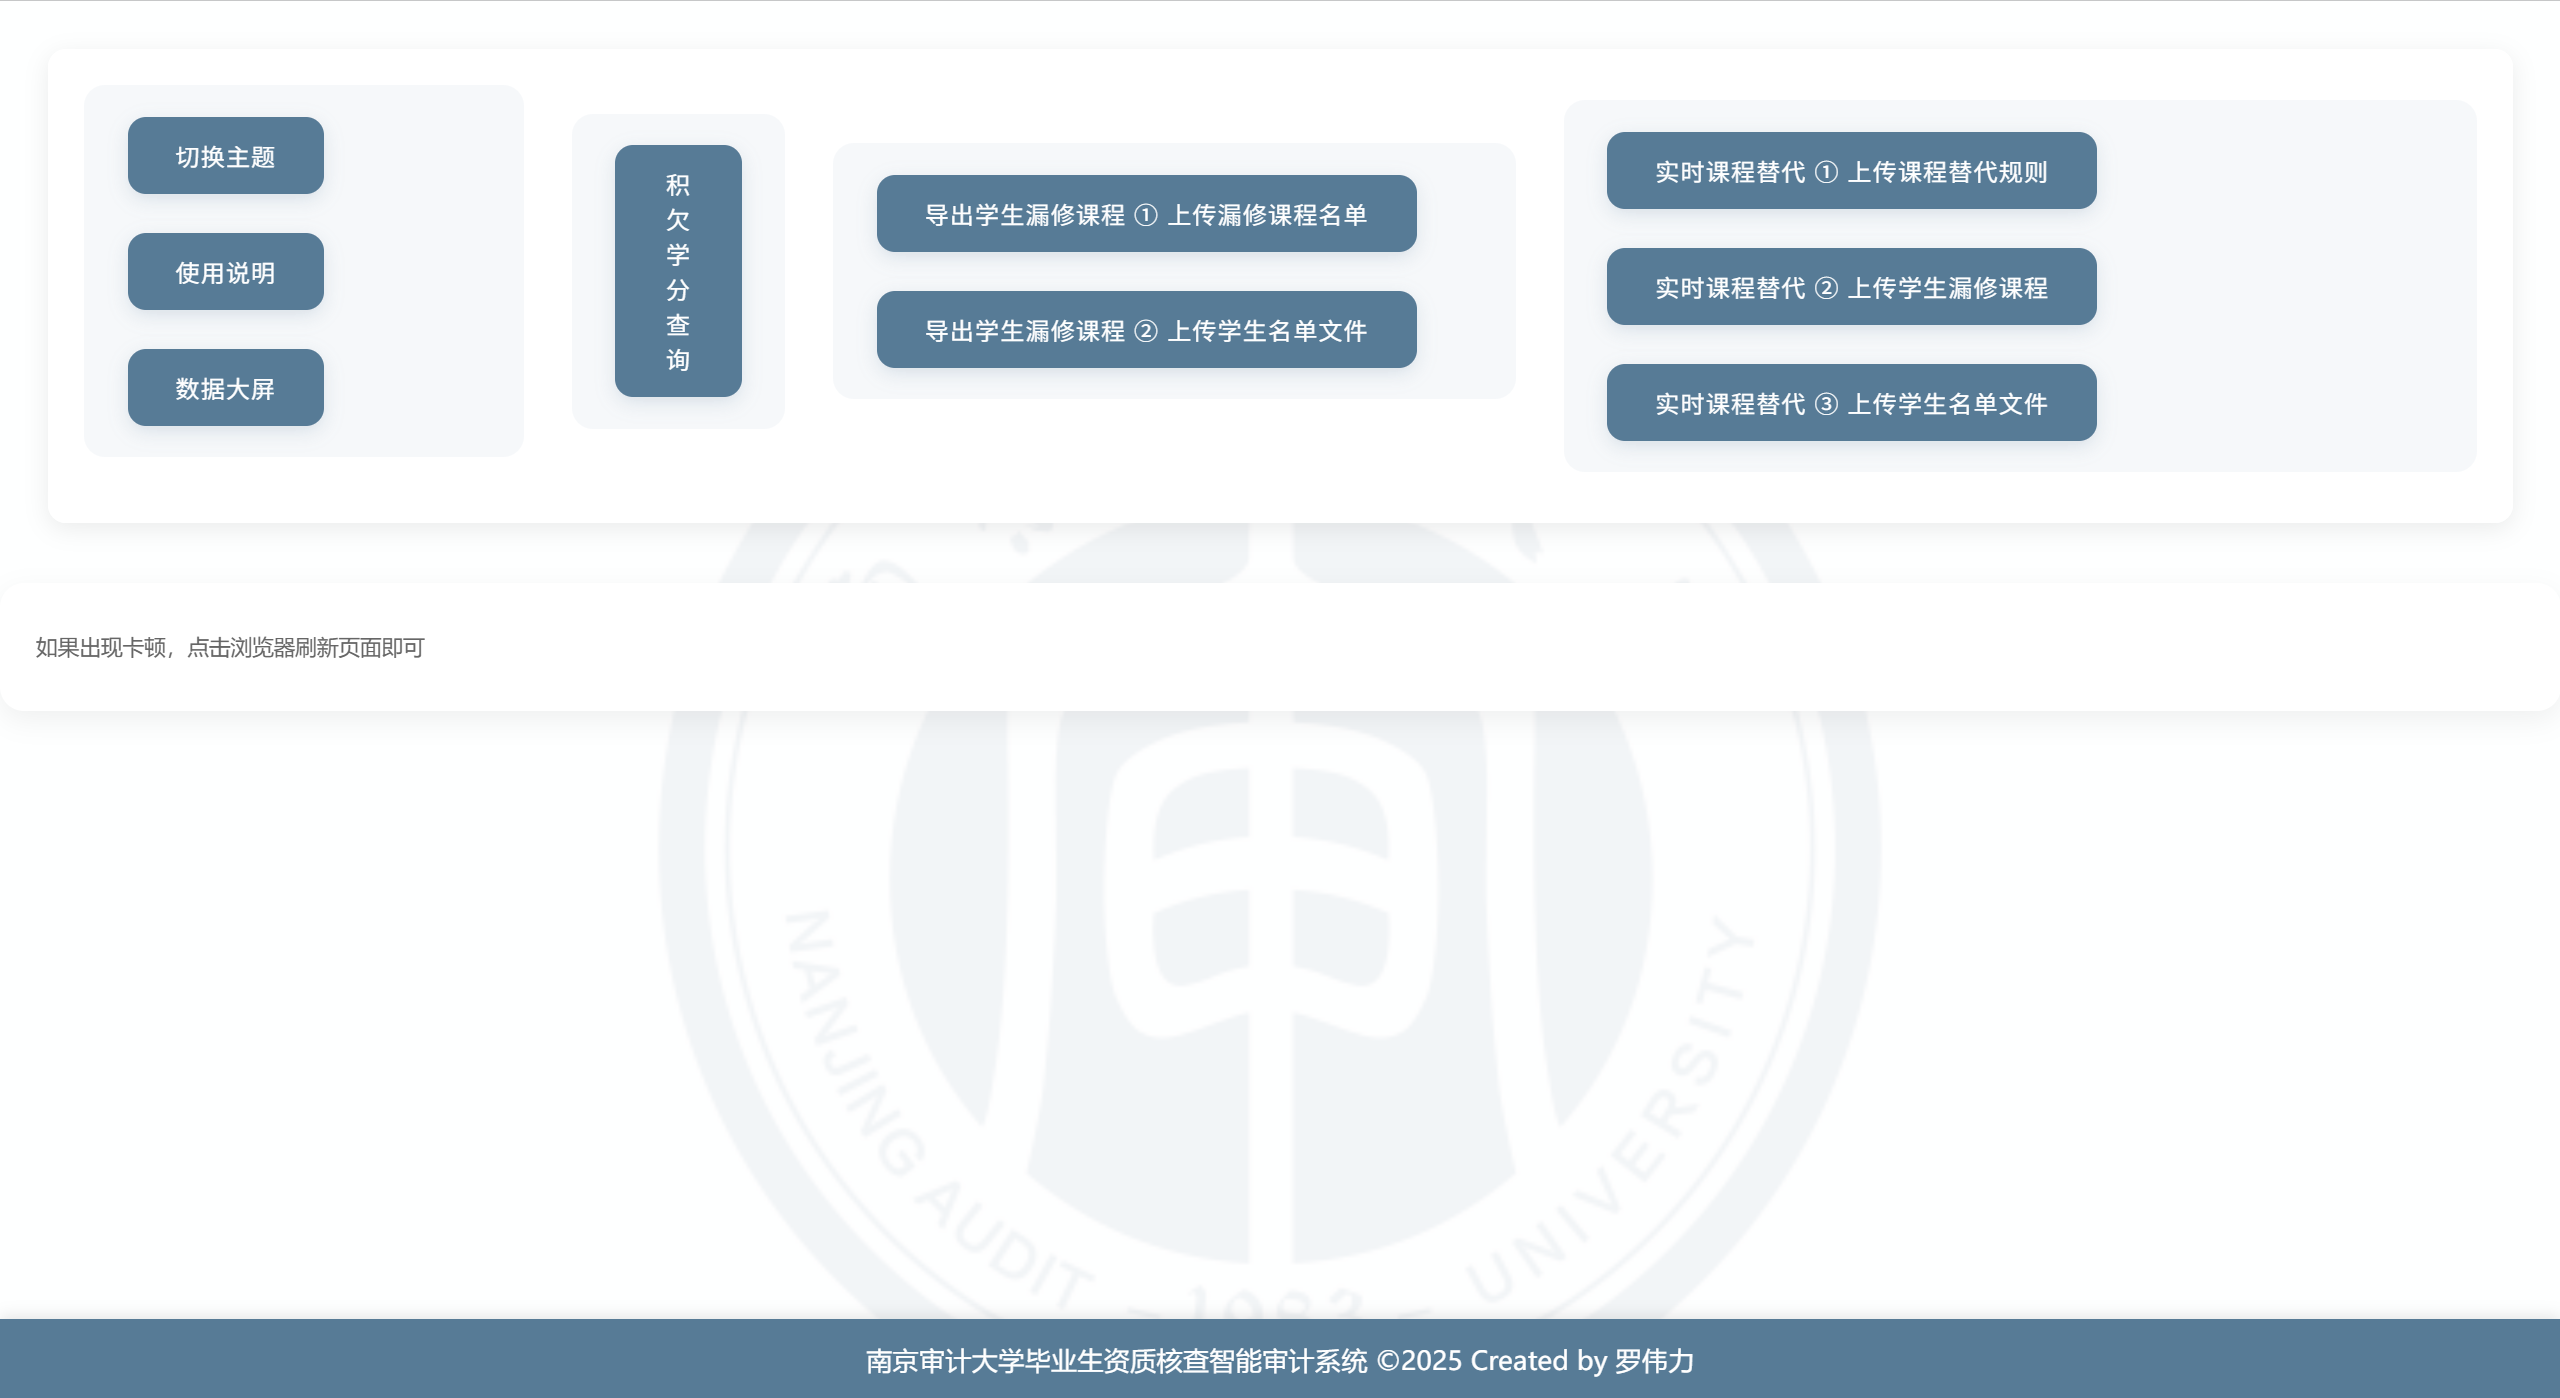 切换主题
使用说明
数据大屏
积
欠
学
分
查
询
导出学生漏修课程 ① 上传漏修课程名单
导出学生漏修课程 ② 上传学生名单文件
实时课程替代 ① 上传课程替代规则
实时课程替代 ② 上传学生漏修课程
实时课程替代 ③ 上传学生名单文件
如果出现卡顿，点击浏览器刷新页面即可
NANJING AUDIT – 1983 – UNIVERSITY
南京审计大学毕业生资质核查智能审计系统 ©2025 Created by 罗伟力